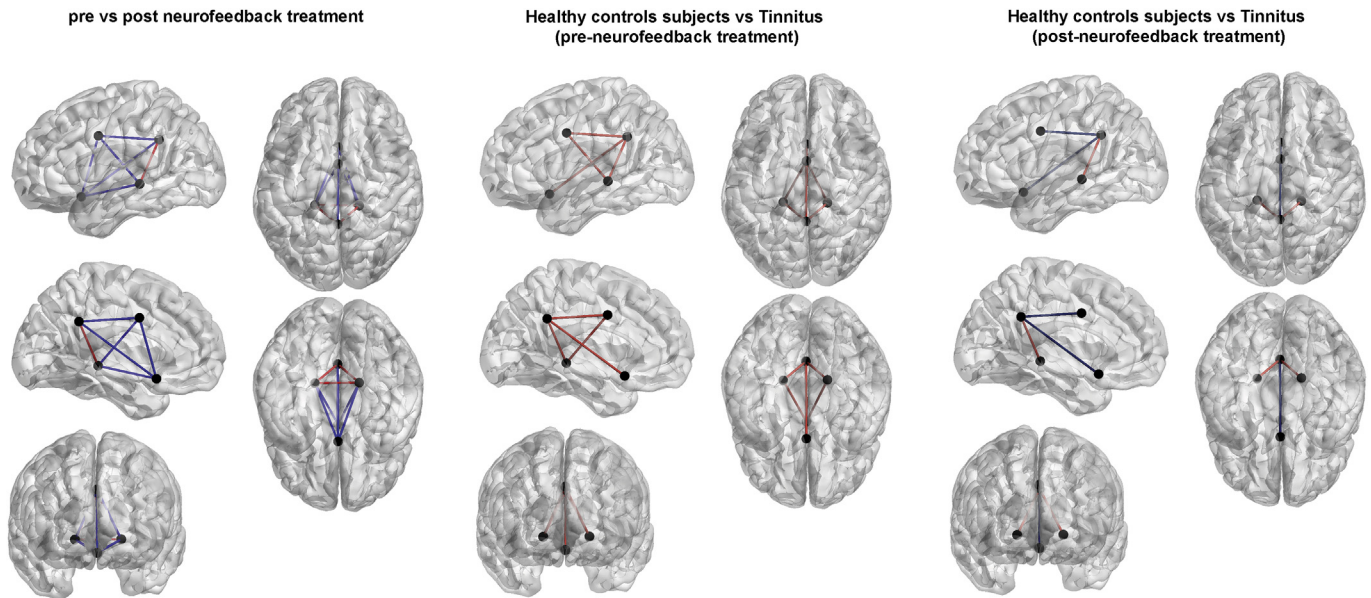 pre vs post neurofeedback treatment
Healthy controls subjects vs Tinnitus
(pre-neurofeedback treatment)
Healthy controls subjects vs Tinnitus
(post-neurofeedback treatment)